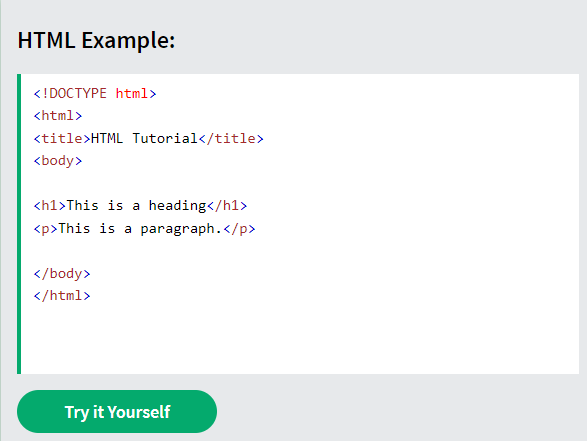 HTML Example:
<!DOCTYPE html>
<html>
<title>HTML Tutorial</title>
<body>
<h1>This is a heading</h1>
<p>This is a paragraph.</p>
</body>
</html>
Try it Yourself